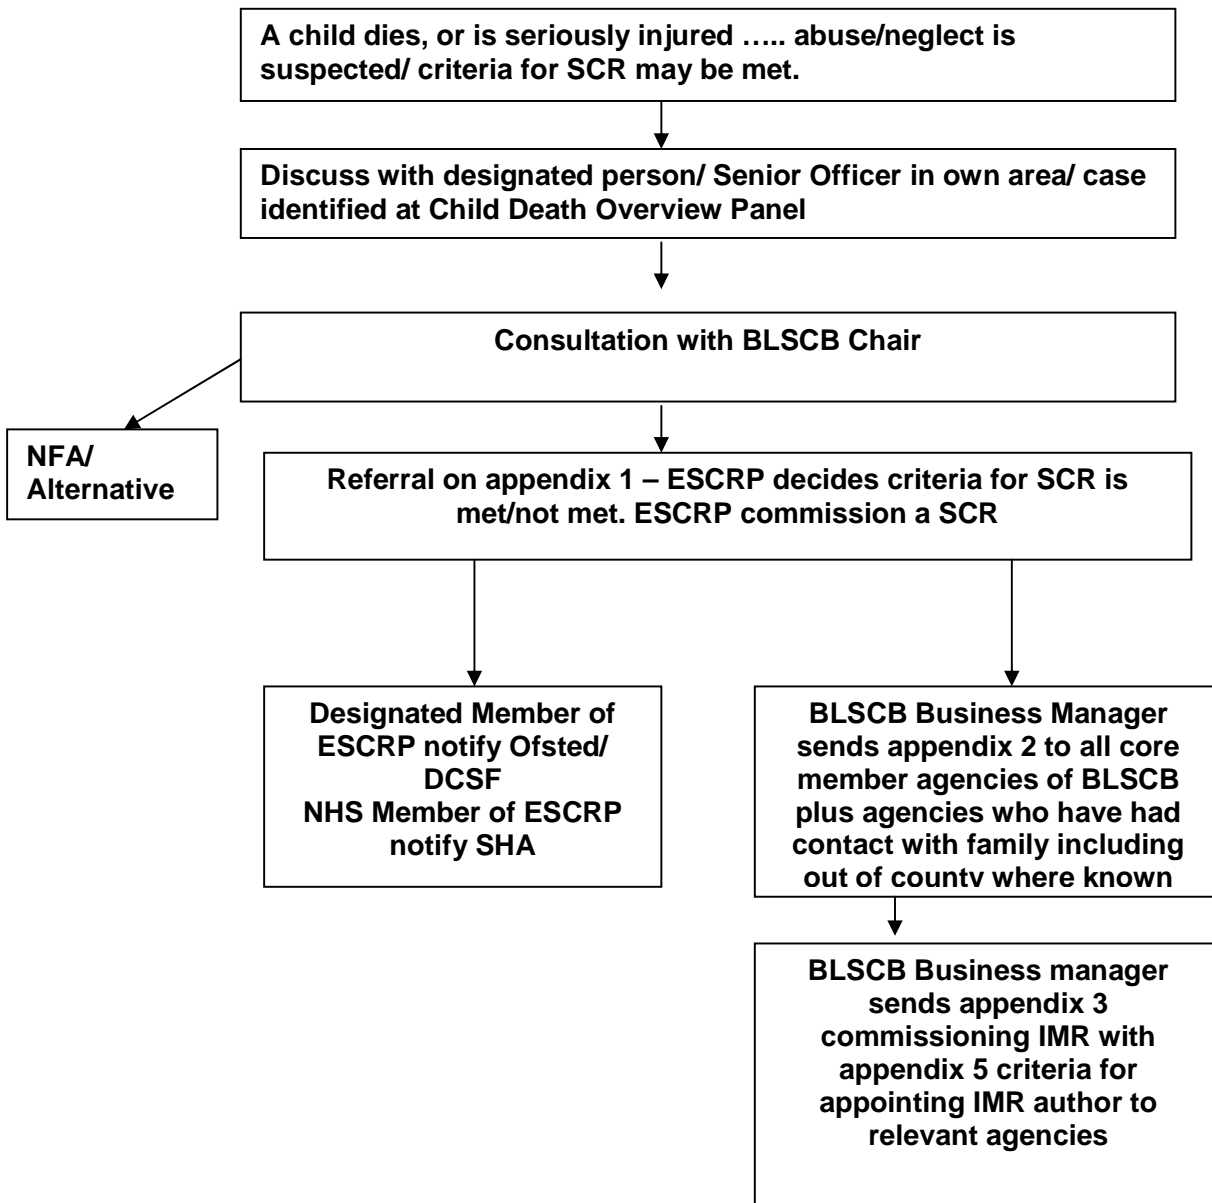 A child dies, or is seriously injured ….. abuse/neglect is
suspected/ criteria for SCR may be met.
Discuss with designated person/ Senior Officer in own area/ case
identified at Child Death Overview Panel
Consultation with BLSCB Chair
NFA/
Alternative
Referral on appendix 1 – ESCRP decides criteria for SCR is
met/not met. ESCRP commission a SCR
Designated Member of
ESCRP notify Ofsted/
DCSF
NHS Member of ESCRP
notify SHA
BLSCB Business Manager
sends appendix 2 to all core
member agencies of BLSCB
plus agencies who have had
contact with family including
out of county where known
BLSCB Business manager
sends appendix 3
commissioning IMR with
appendix 5 criteria for
appointing IMR author to
relevant agencies